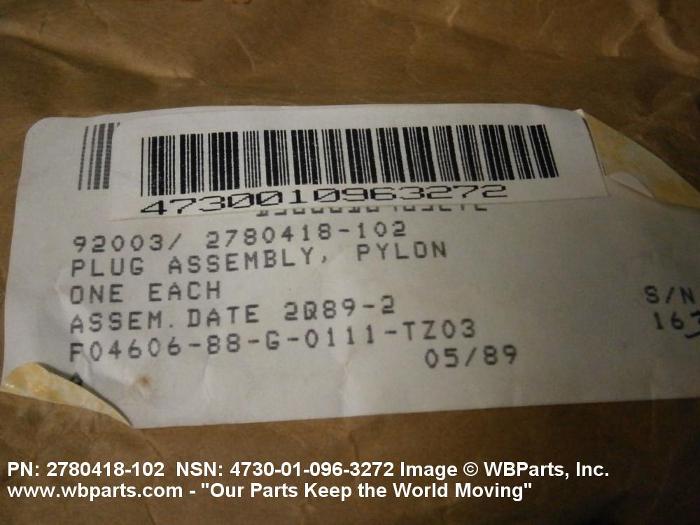 4730010963272
92003/ 2780418-102
PLUG ASSEMBLY, PYLON
ONE EACH
ASSEM.DATE 2Q89-2
S/N
F04606-88-G-0111-TZ03
05/89
A
PN: 2780418-102 NSN: 4730-01-096-3272 Image © WBParts, Inc.
www.wbparts.com - "Our Parts Keep the World Moving"